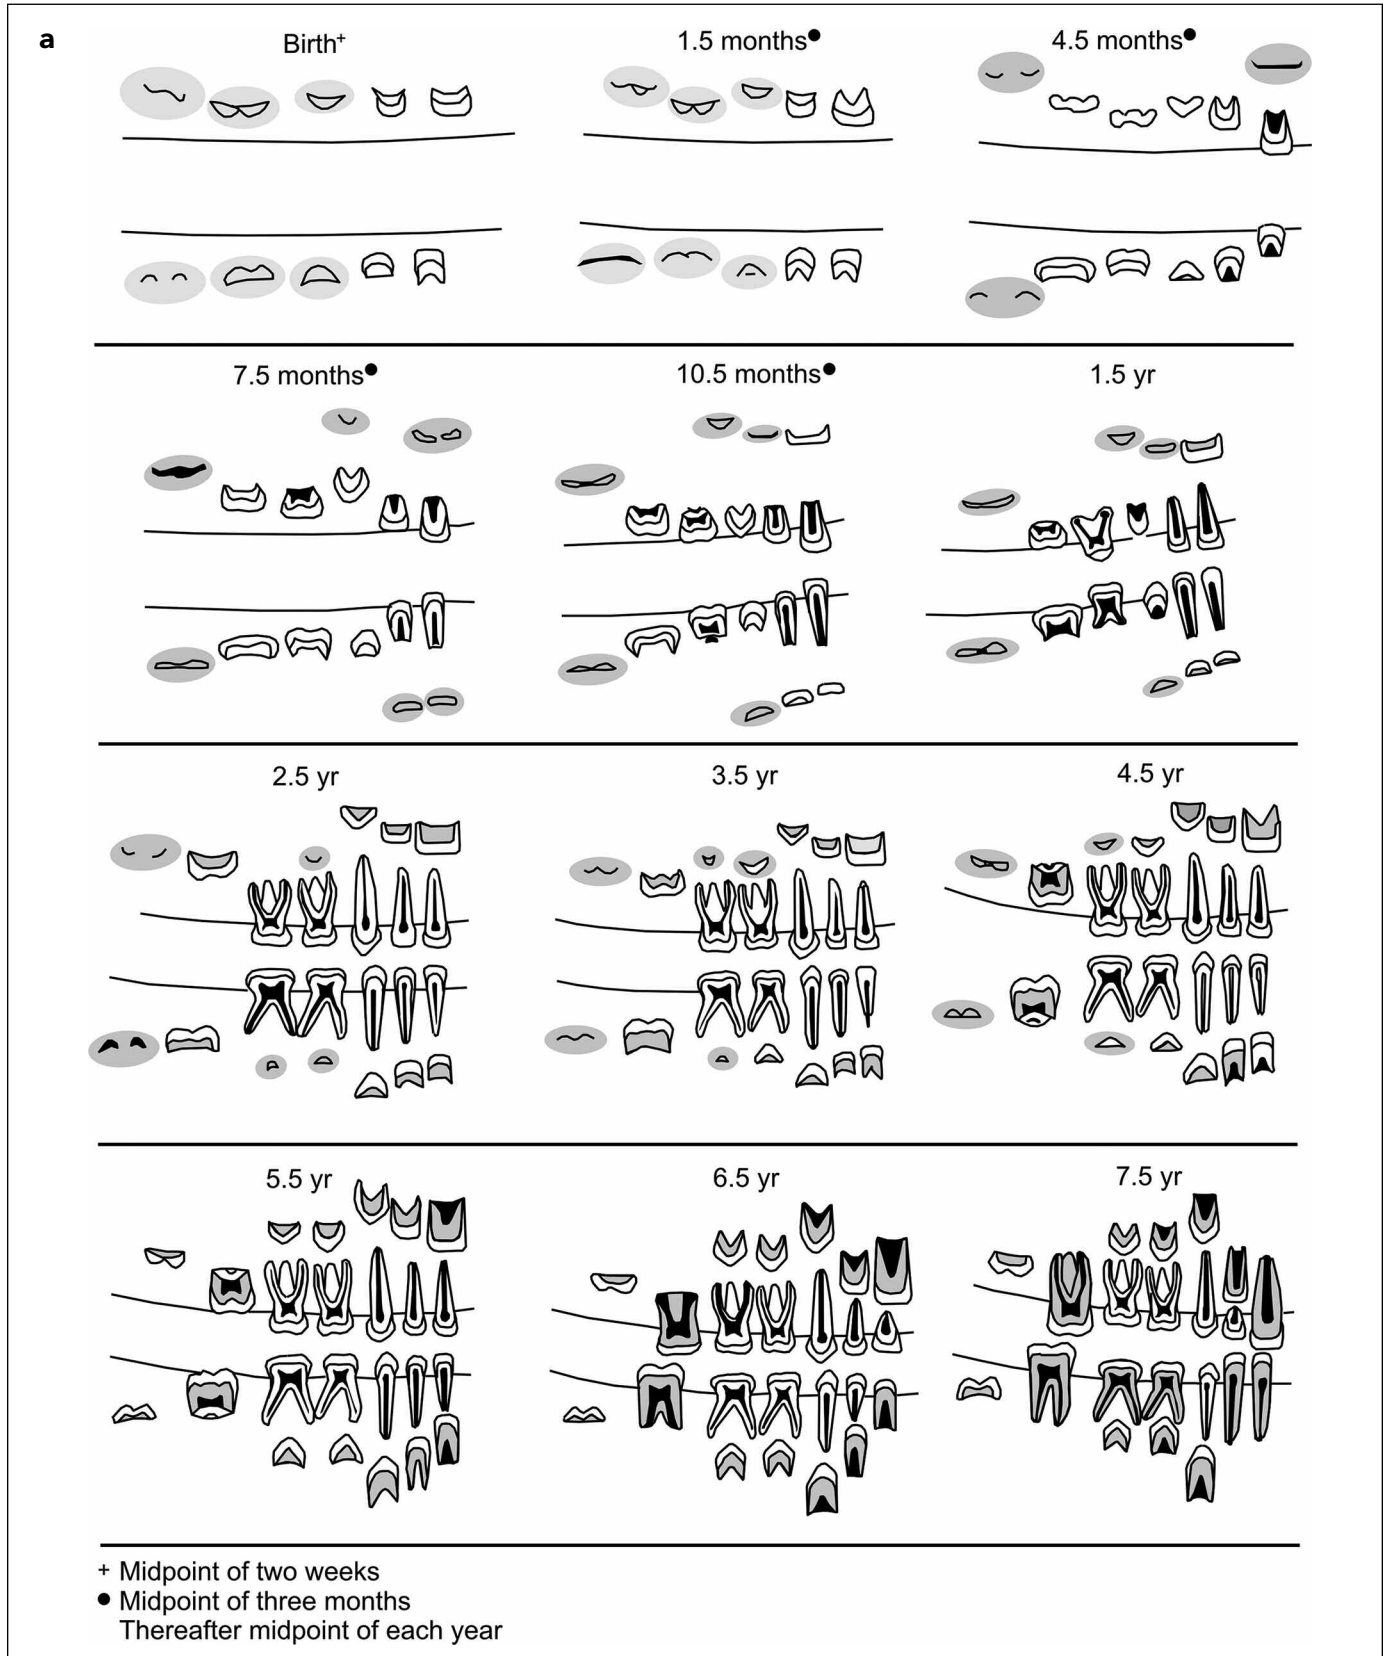 a
Birth+
1.5 months●
4.5 months●
7.5 months●
10.5 months●
1.5 yr
2.5 yr
3.5 yr
4.5 yr
5.5 yr
6.5 yr
7.5 yr
+ Midpoint of two weeks
● Midpoint of three months
Thereafter midpoint of each year